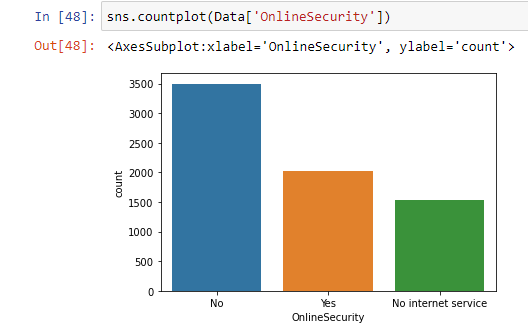 In [48]: sns.countplot(Data['OnlineSecurity'])
Out[48]: <AxesSubplot:xlabel='OnlineSecurity', ylabel='count'>
3500
3000
2500
2000
1500
1000
500
0
count
No Yes No internet service
OnlineSecurity